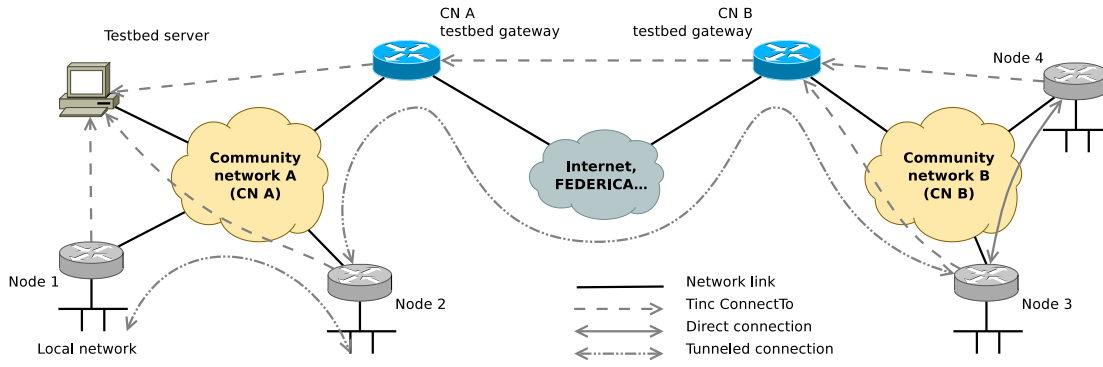 CN A
testbed gateway
CN B
testbed gateway
Testbed server
Node 4
Community
network A
(CN A)
Internet,
FEDERICA...
Community
network B
(CN B)
Node 1
Node 2
Node 3
Local network
Network link
Tinc ConnectTo
Direct connection
Tunneled connection